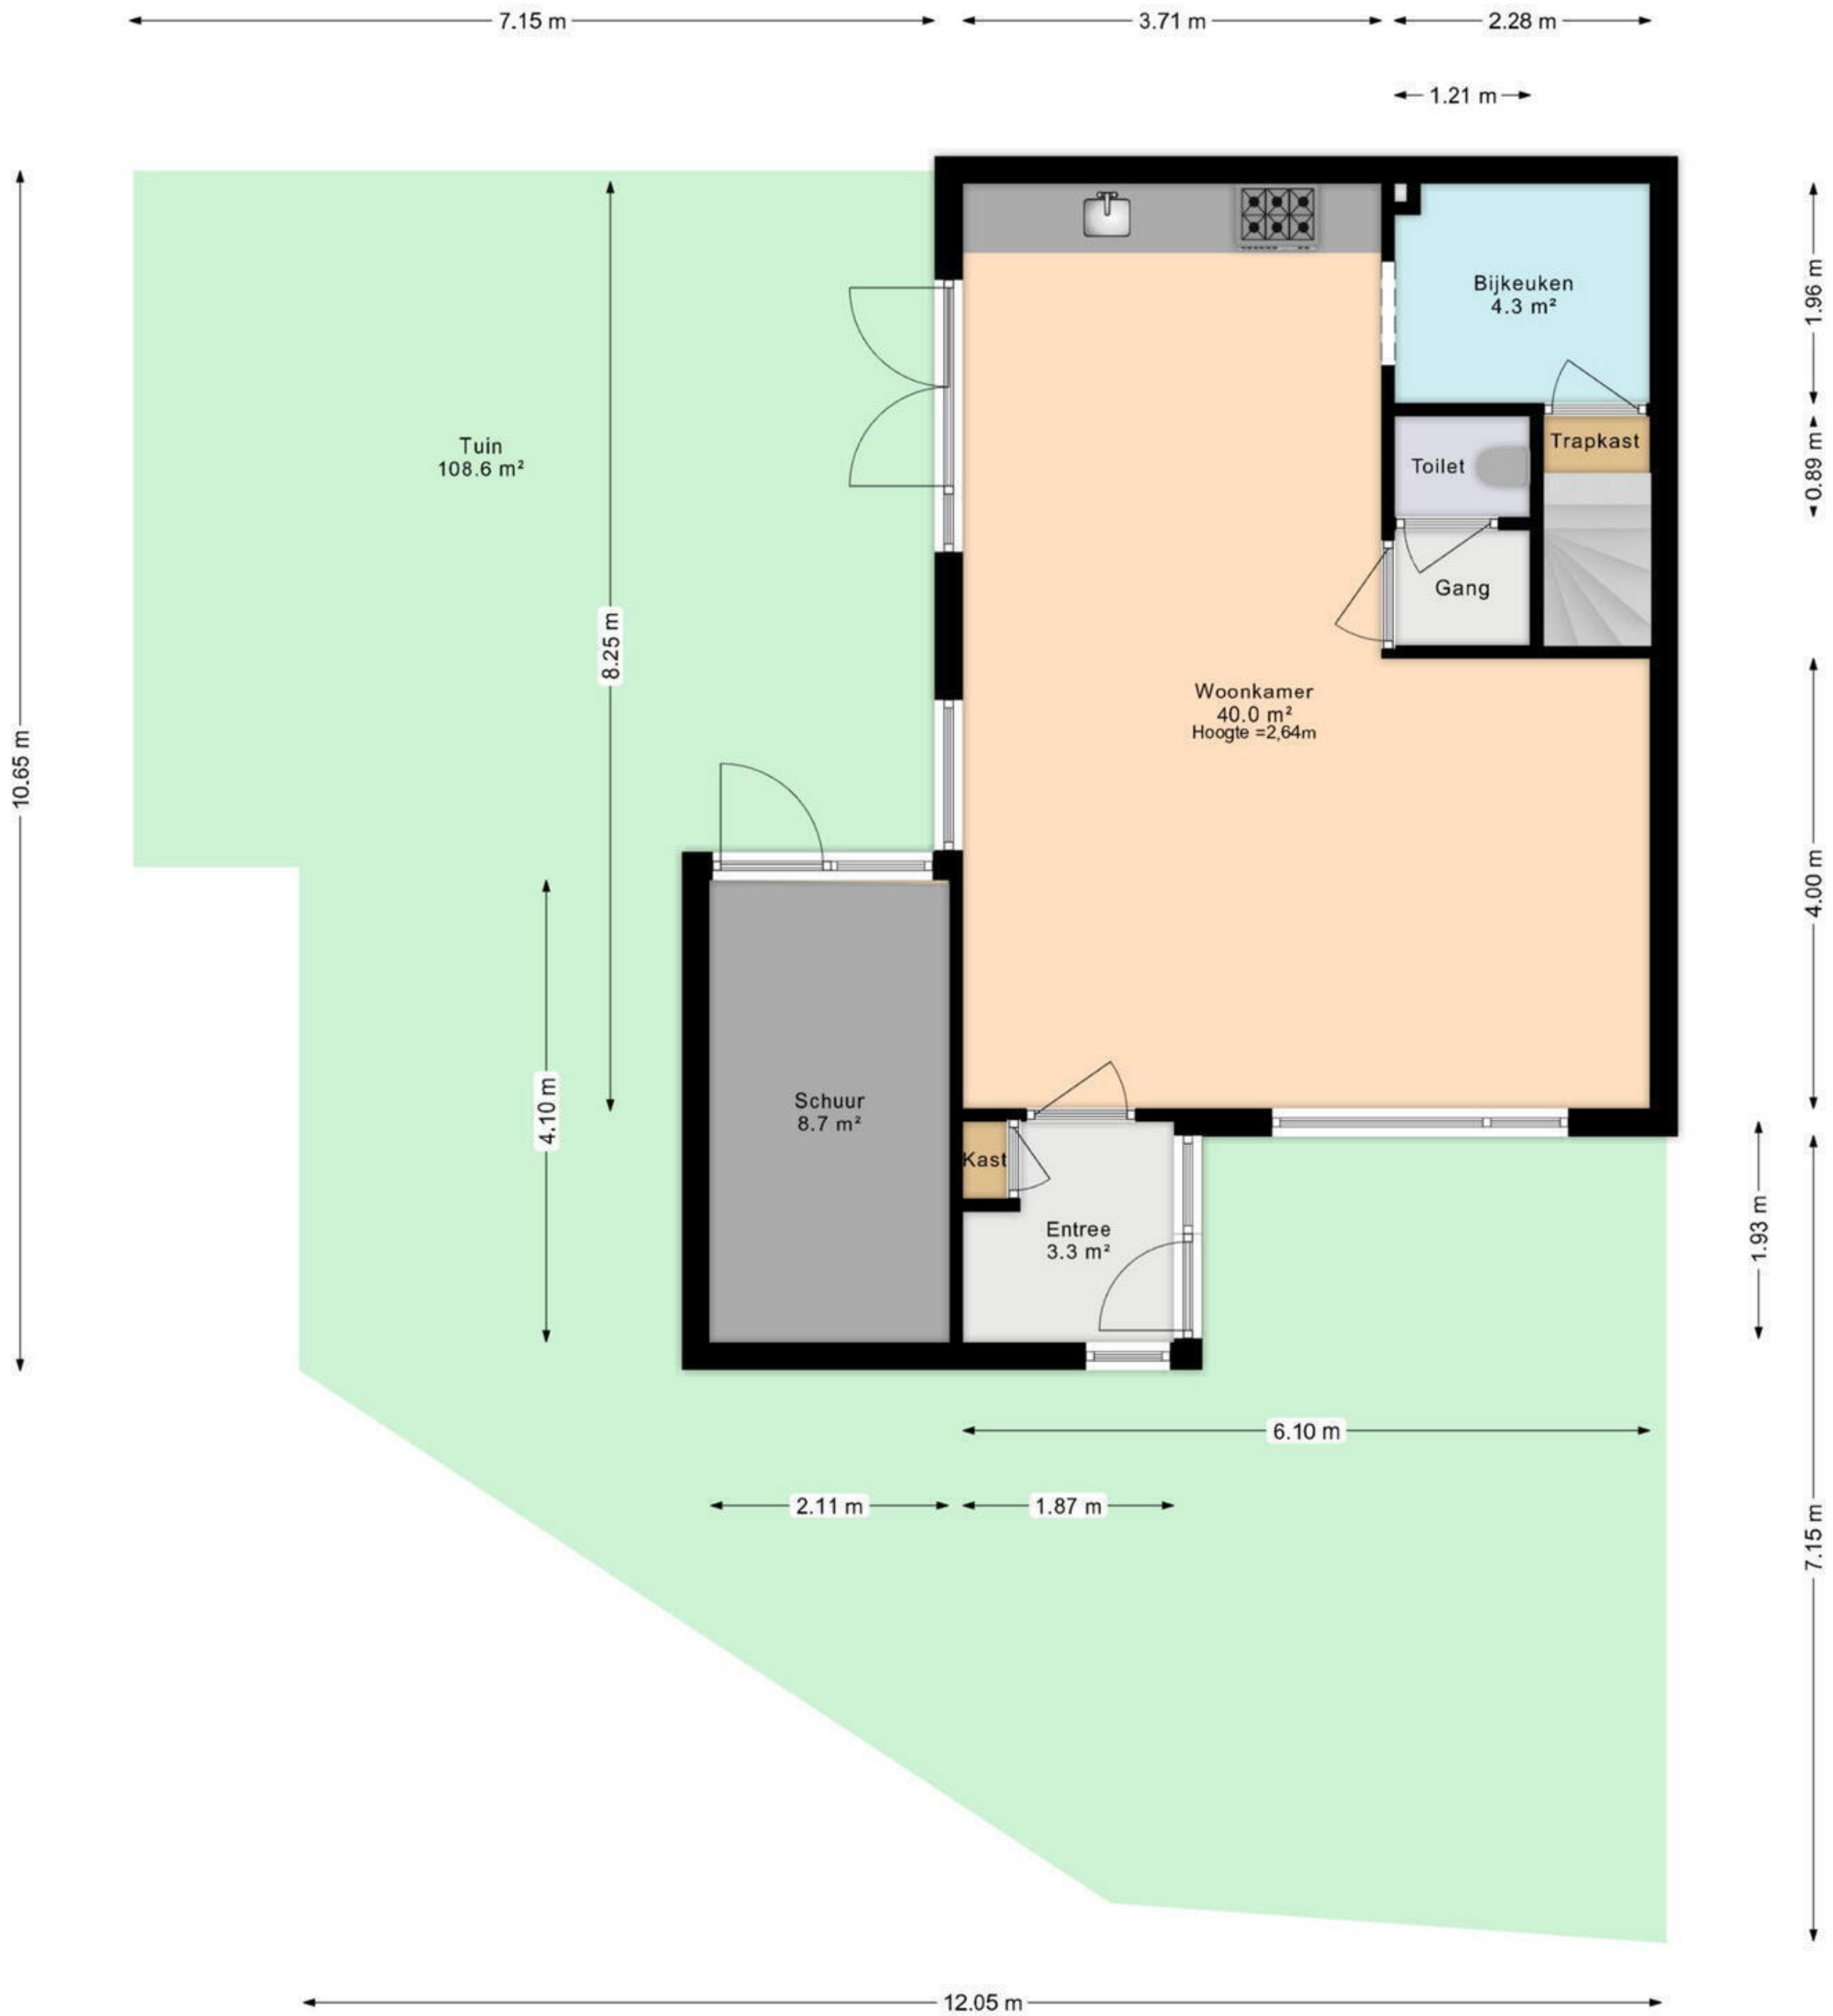 7.15 m
3.71 m
2.28 m
1.21 m
Bijkeuken
4.3 m²
1.96 m
Tuin
108.6 m²
Trapkast
Toilet
0.89 m
Gang
8.25 m
Woonkamer
40.0 m²
Hoogte =2,64m
10.65 m
4.00 m
Schuur
8.7 m²
4.10 m
Kast
Entree
3.3 m²
1.93 m
6.10 m
2.11 m
1.87 m
7.15 m
12.05 m